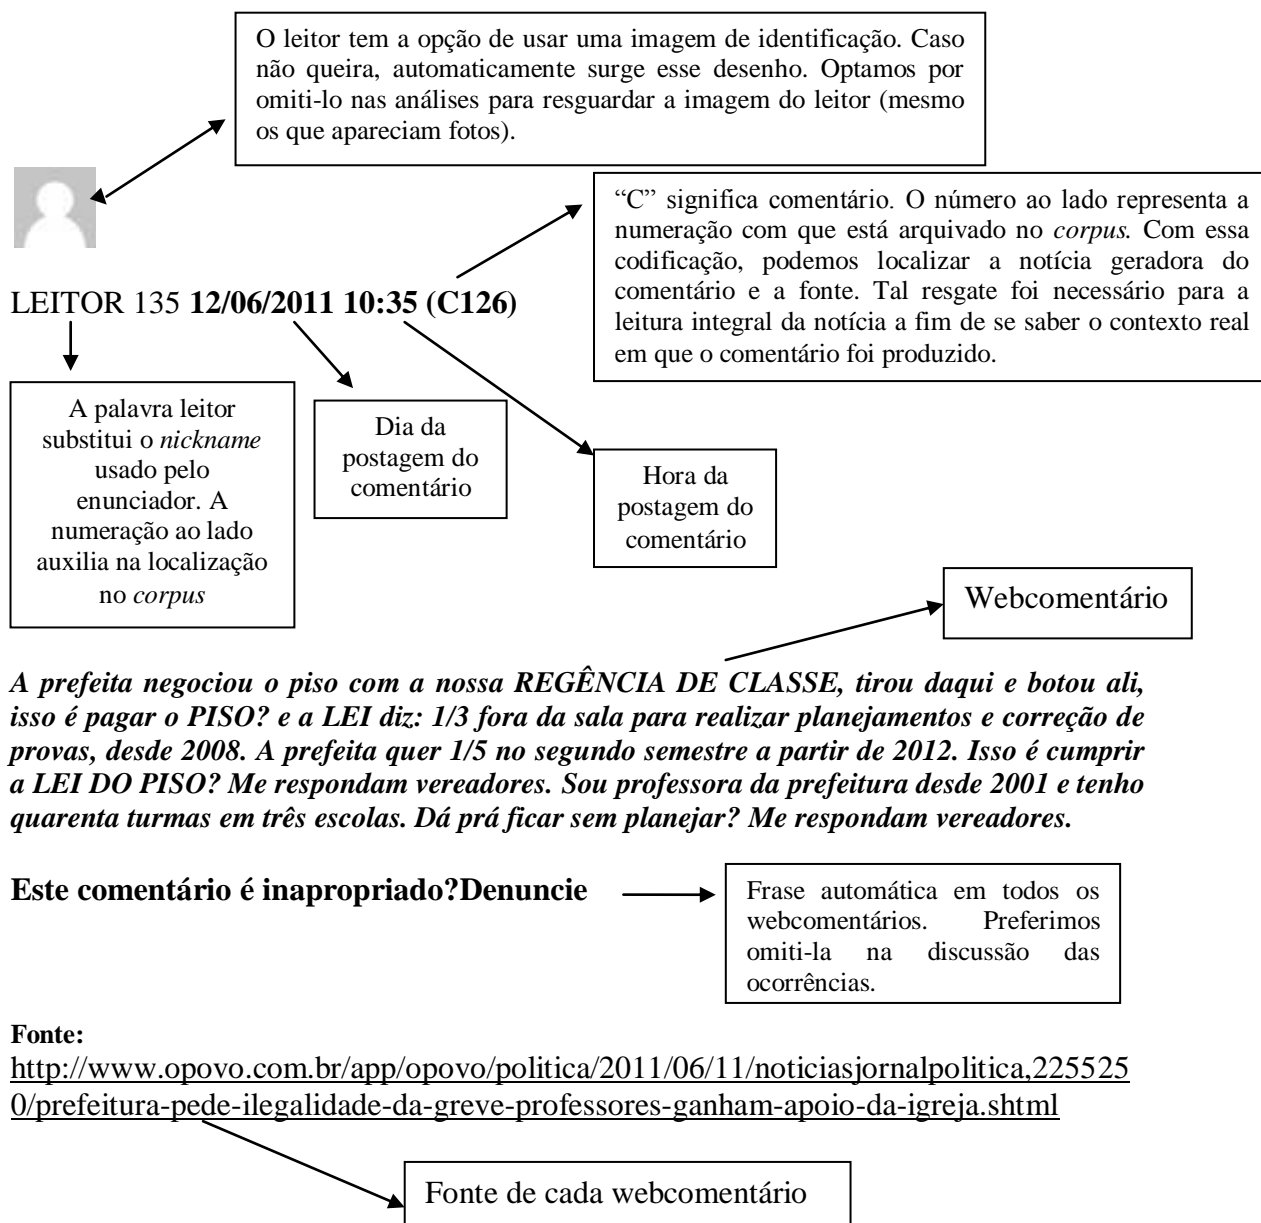 O leitor tem a opção de usar uma imagem de identificação. Caso
não queira, automaticamente surge esse desenho. Optamos por
omiti-lo nas análises para resguardar a imagem do leitor (mesmo
os que apareciam fotos).
“C” significa comentário. O número ao lado representa a
numeração com que está arquivado no corpus. Com essa
codificação, podemos localizar a notícia geradora do
comentário e a fonte. Tal resgate foi necessário para a
leitura integral da notícia a fim de se saber o contexto real
em que o comentário foi produzido.
LEITOR 135 12/06/2011 10:35 (C126)
A palavra leitor
substitui o nickname
usado pelo
enunciador. A
numeração ao lado
auxilia na localização
no corpus
Dia da
postagem do
comentário
Hora da
postagem do
comentário
Webcomentário
A prefeita negociou o piso com a nossa REGÊNCIA DE CLASSE, tirou daqui e botou ali,
isso é pagar o PISO? e a LEI diz: 1/3 fora da sala para realizar planejamentos e correção de
provas, desde 2008. A prefeita quer 1/5 no segundo semestre a partir de 2012. Isso é cumprir
a LEI DO PISO? Me respondam vereadores. Sou professora da prefeitura desde 2001 e tenho
quarenta turmas em três escolas. Dá prá ficar sem planejar? Me respondam vereadores.
Este comentário é inapropriado?Denuncie
Frase automática em todos os
webcomentários. Preferimos
omiti-la na discussão das
ocorrências.
Fonte:
http://www.opovo.com.br/app/opovo/politica/2011/06/11/noticiasjornalpolitica,225525
0/prefeitura-pede-ilegalidade-da-greve-professores-ganham-apoio-da-igreja.shtml
Fonte de cada webcomentário